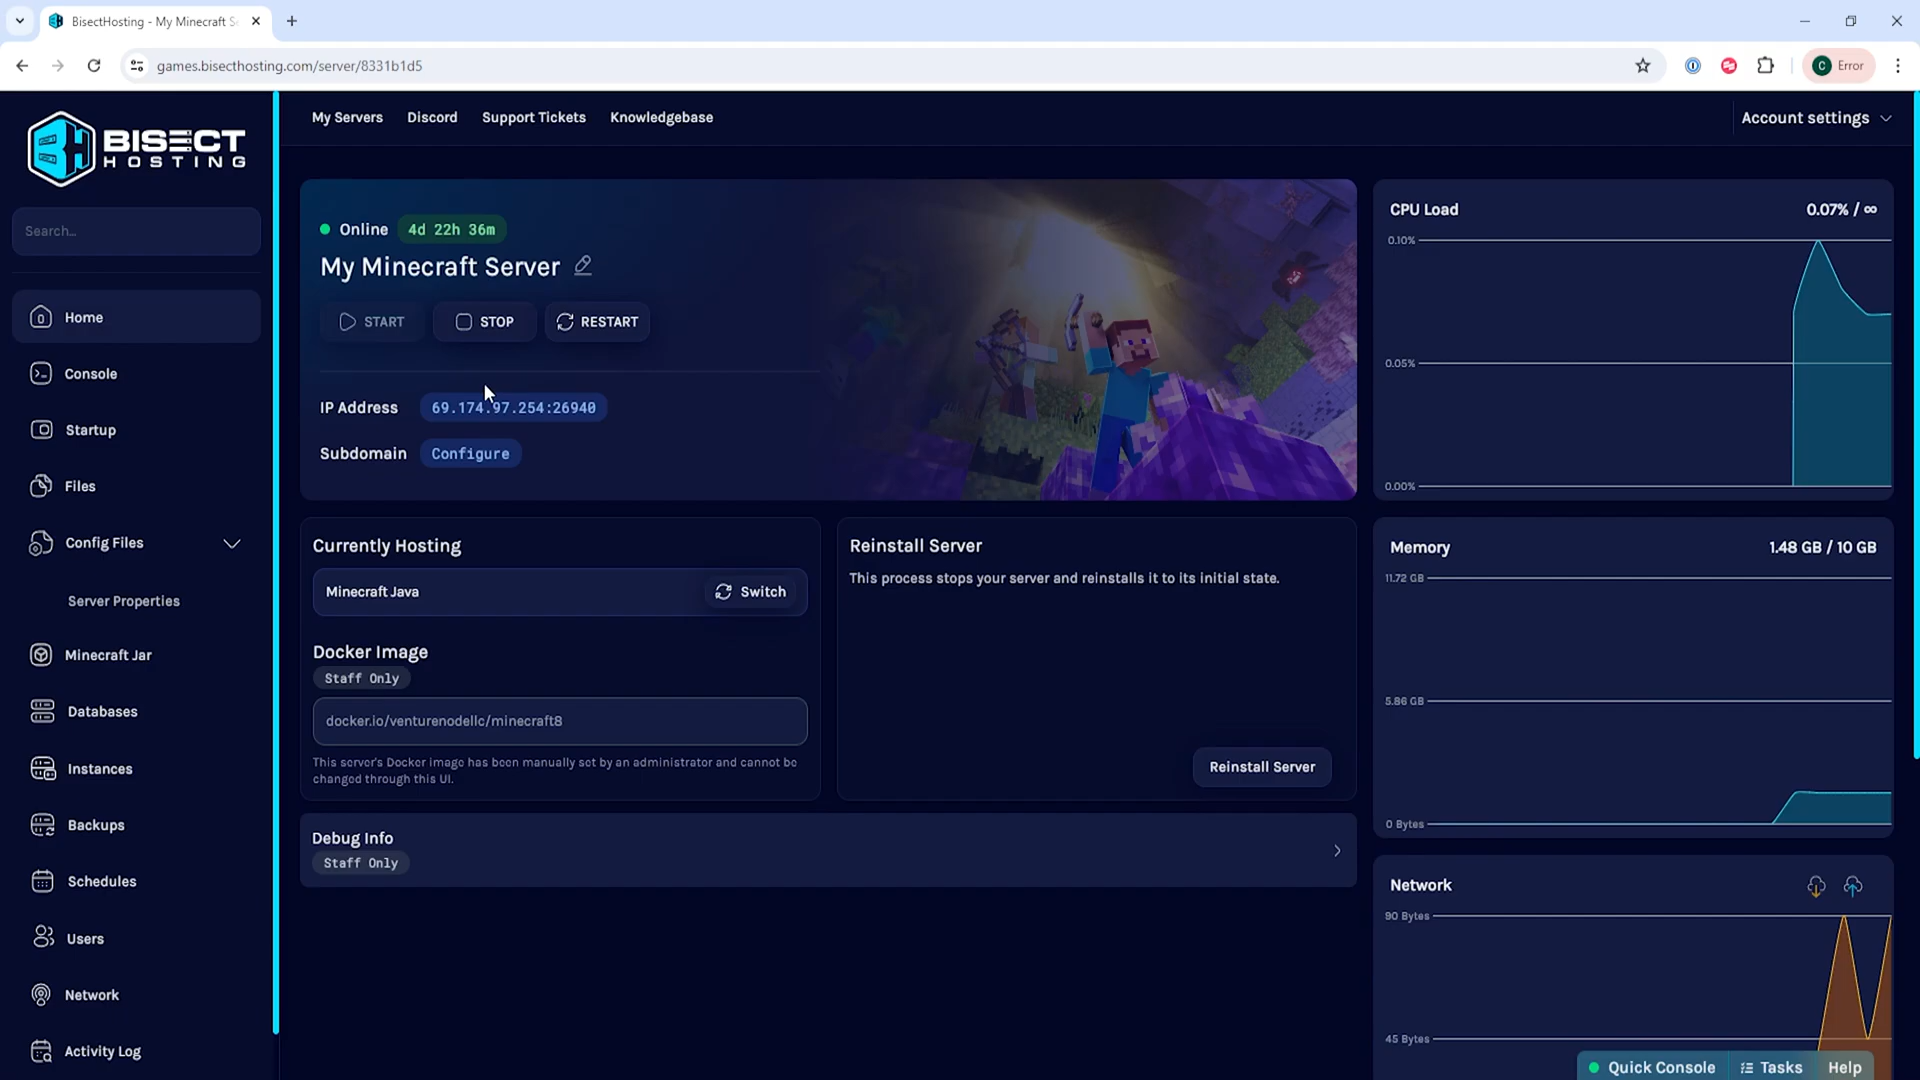 BisectHosting - My Minecraft S
games.bisecthosting.com/server/8331b1d5
C Error
BISECT
HOSTING
Search...
Home
Console
Startup
Files
Config Files
Server Properties
Minecraft Jar
Databases
Instances
Backups
Schedules
Users
Network
Activity Log
My Servers Discord Support Tickets Knowledgebase
Account settings
Online 4d 22h 36m
My Minecraft Server
START STOP RESTART
IP Address 69.174.97.254:26940
Subdomain Configure
Currently Hosting
Minecraft Java Switch
Docker Image
Staff Only
docker.io/venturenodellc/minecraft8
This server's Docker image has been manually set by an administrator and cannot be
changed through this UI.
Reinstall Server
This process stops your server and reinstalls it to its initial state.
Reinstall Server
Debug Info
Staff Only
CPU Load 0.07% / ∞
0.10%
0.05%
0.00%
Memory 1.48 GB / 10 GB
11.72 GB
5.86 GB
0 Bytes
Network
90 Bytes
45 Bytes
Quick Console Tasks Help